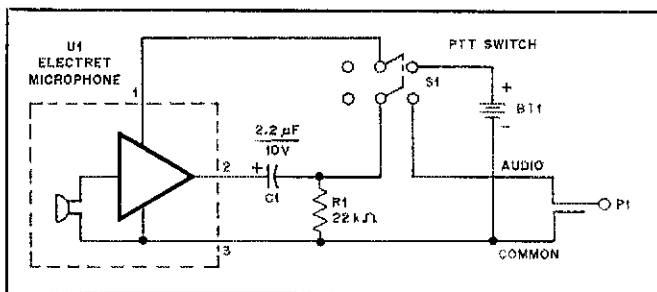 U1
ELECTRET
MICROPHONE
PTT SWITCH
1
S1
+
BT1
-
2.2 µF
10V
2
+
C1
AUDIO
R1
22 kΩ
P1
3
COMMON